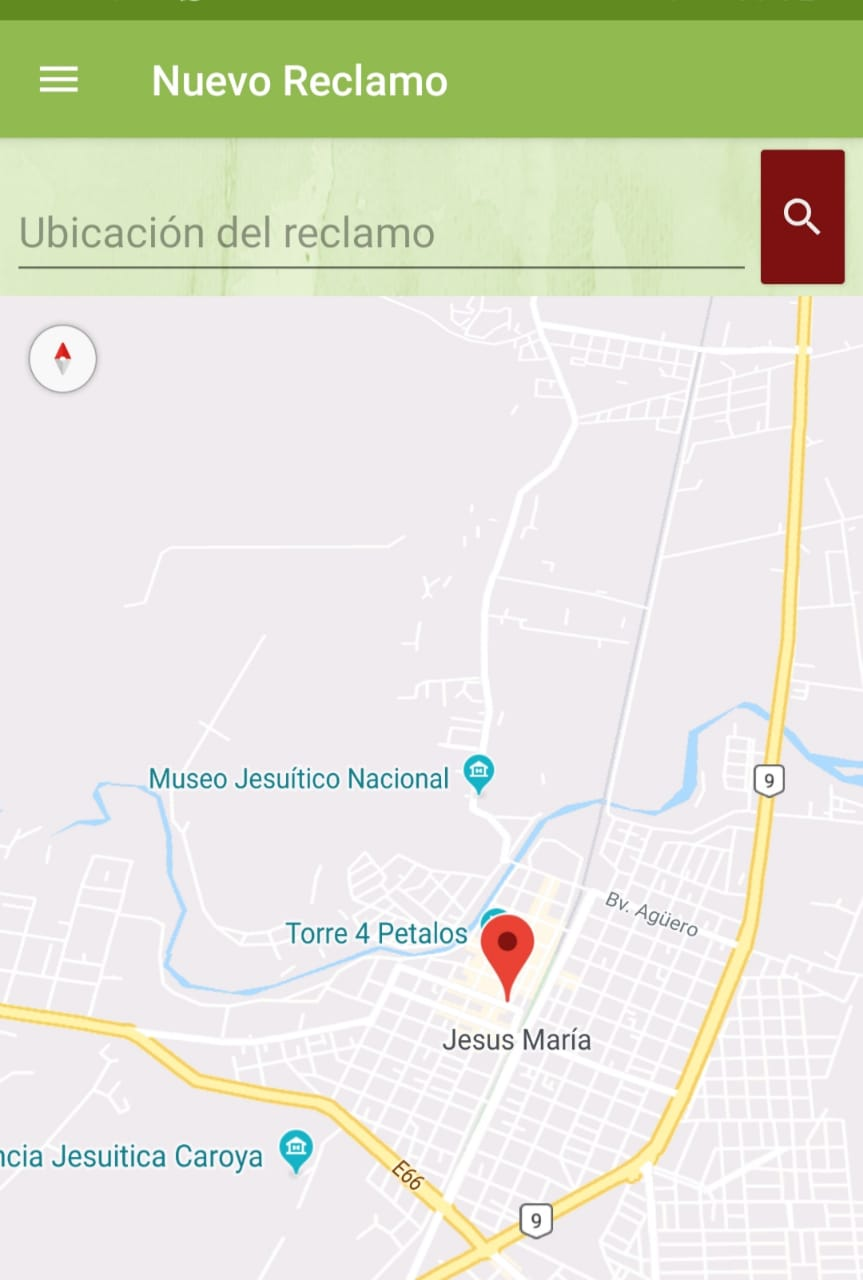 Nuevo Reclamo
Ubicación del reclamo
Museo Jesuítico Nacional
9
Bv. Agüero
Torre 4 Petalos
Jesus María
ncia Jesuitica Caroya
E66
9